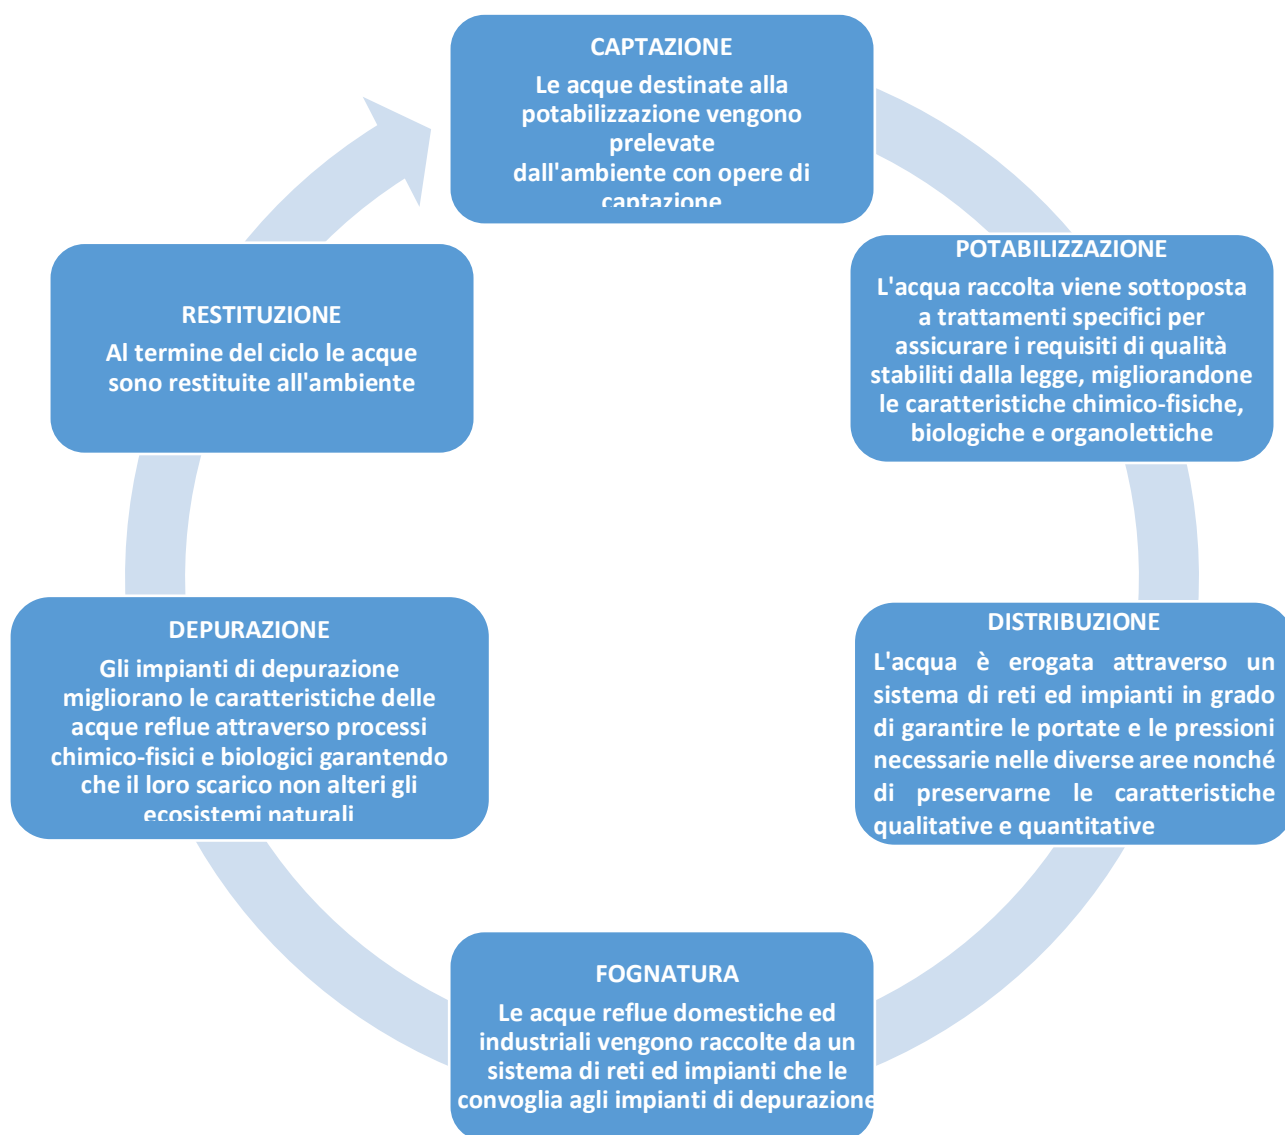 CAPTAZIONE
Le acque destinate alla
potabilizzazione vengono
prelevate
dall'ambiente con opere di
captazione
POTABILIZZAZIONE
L'acqua raccolta viene sottoposta
a trattamenti specifici per
assicurare i requisiti di qualità
stabiliti dalla legge, migliorandone
le caratteristiche chimico-fisiche,
biologiche e organolettiche
DISTRIBUZIONE
L'acqua è erogata attraverso un
sistema di reti ed impianti in grado
di garantire le portate e le pressioni
necessarie nelle diverse aree nonché
di preservarne le caratteristiche
qualitative e quantitative
FOGNATURA
Le acque reflue domestiche ed
industriali vengono raccolte da un
sistema di reti ed impianti che le
convoglia agli impianti di depurazione
DEPURAZIONE
Gli impianti di depurazione
migliorano le caratteristiche delle
acque reflue attraverso processi
chimico-fisici e biologici garantendo
che il loro scarico non alteri gli
ecosistemi naturali
RESTITUZIONE
Al termine del ciclo le acque
sono restituite all'ambiente